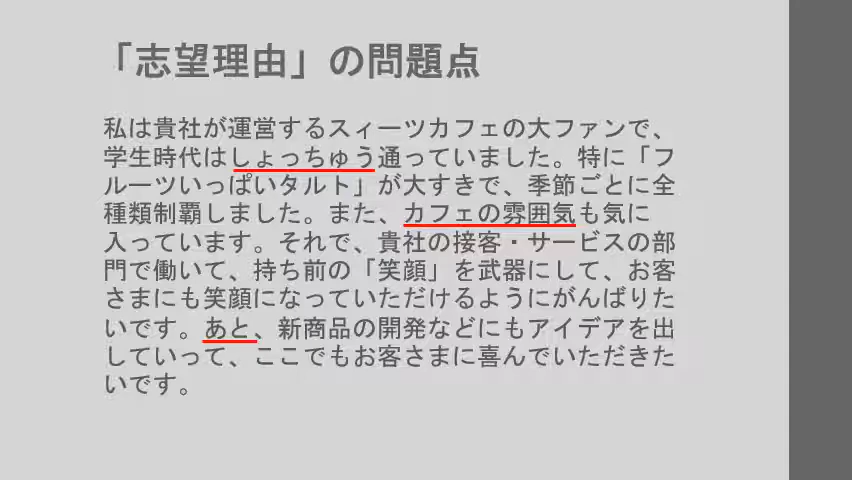 「志望理由」の問題点
私は貴社が運営するスィーツカフェの大ファンで、
学生時代はしょっちゅう通っていました。特に「フ
ルーツいっぱいタルト」が大すきで、季節ごとに全
種類制覇しました。また、カフェの雰囲気も気に
入っています。それで、貴社の接客・サービスの部
門で働いて、持ち前の「笑顔」を武器にして、お客
さまにも笑顔になっていただけるようにがんばりた
いです。あと、新商品の開発などにもアイデアを出
していって、ここでもお客さまに喜んでいただきた
いです。